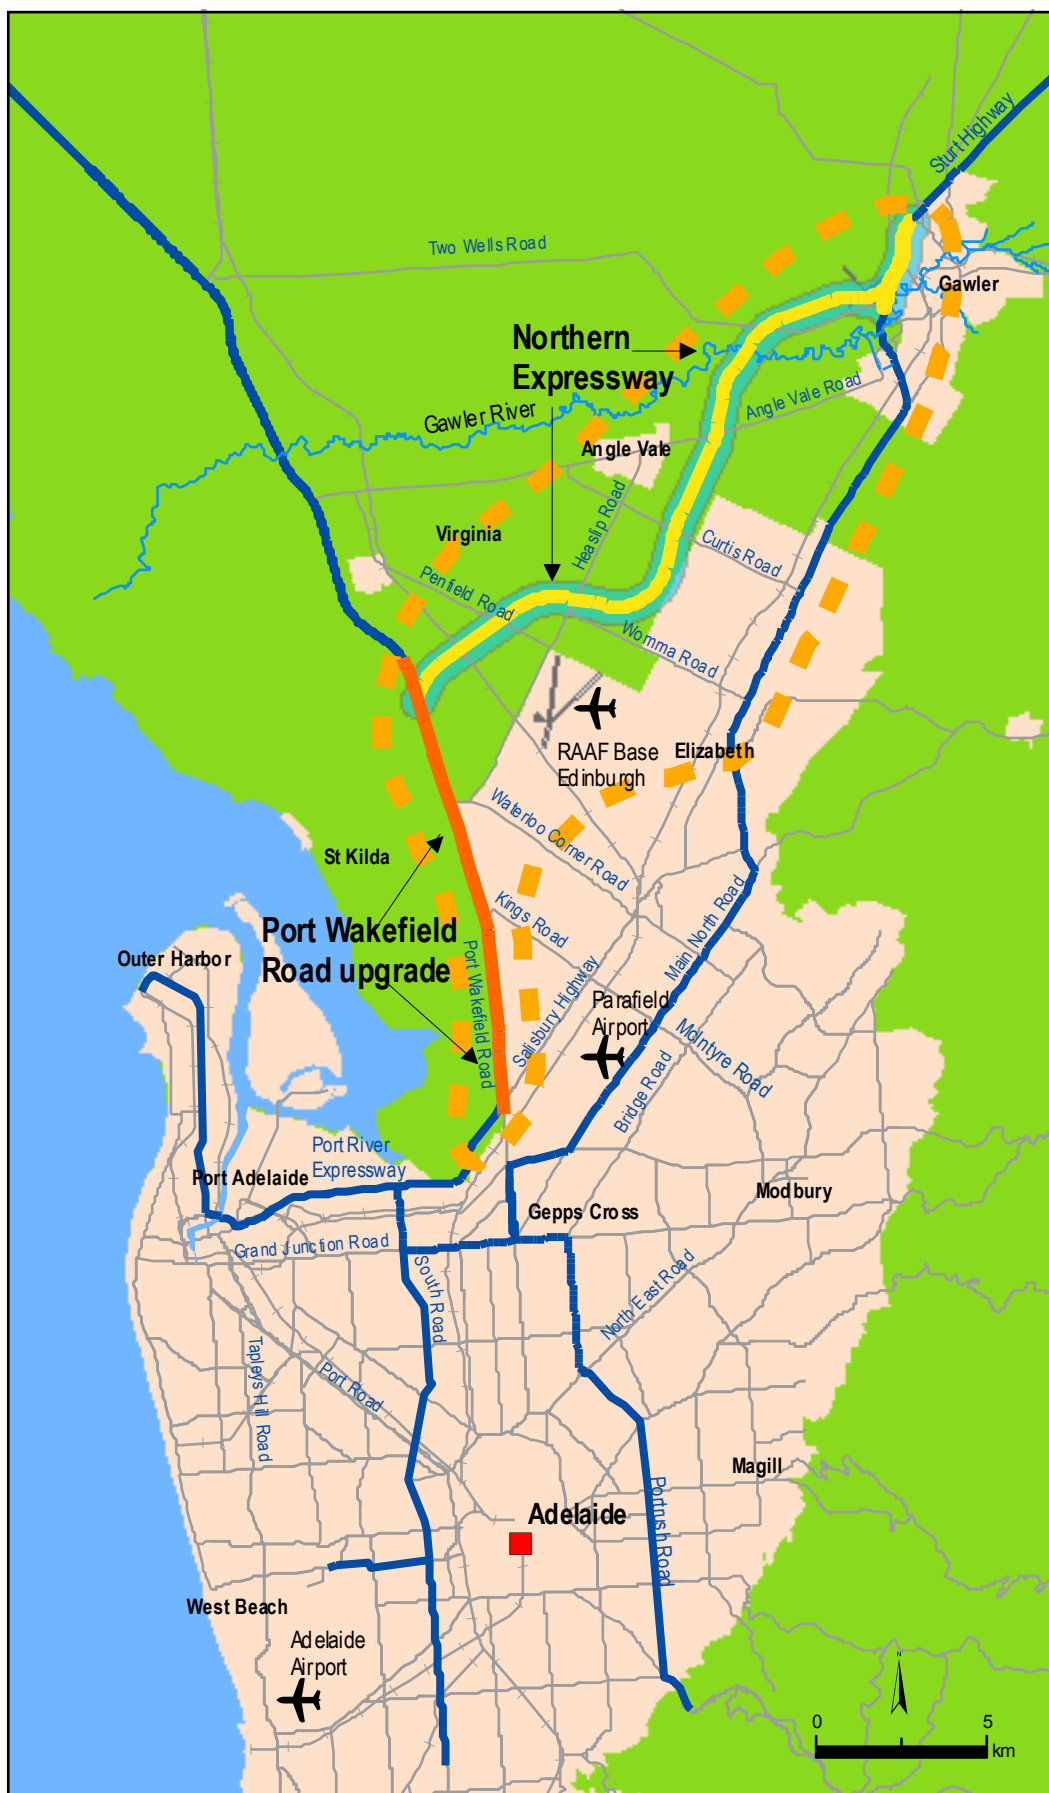 Sturt Highway
Two Wells Road
Gawler
Northern
Expressway
Angle Vale Road
Gawler River
Angle Vale
Heaslip Road
Virginia
Curtis Road
Penfield Road
Womma Road
RAAF Base
Edinburgh
Elizabeth
Waterloo Corner Road
St Kilda
Kings Road
Main North Road
Port Wakefield
Road upgrade
Outer Harbor
Port Wakefield Road
Salisbury Highway
Parafield
Airport
McIntyre Road
Bridge Road
Port River
Expressway
Port Adelaide
Modbury
Gepps Cross
Grand Junction Road
South Road
North East Road
Tapleys Hill Road
Port Road
Magill
Portrush Road
Adelaide
West Beach
Adelaide
Airport
N
0 5
km